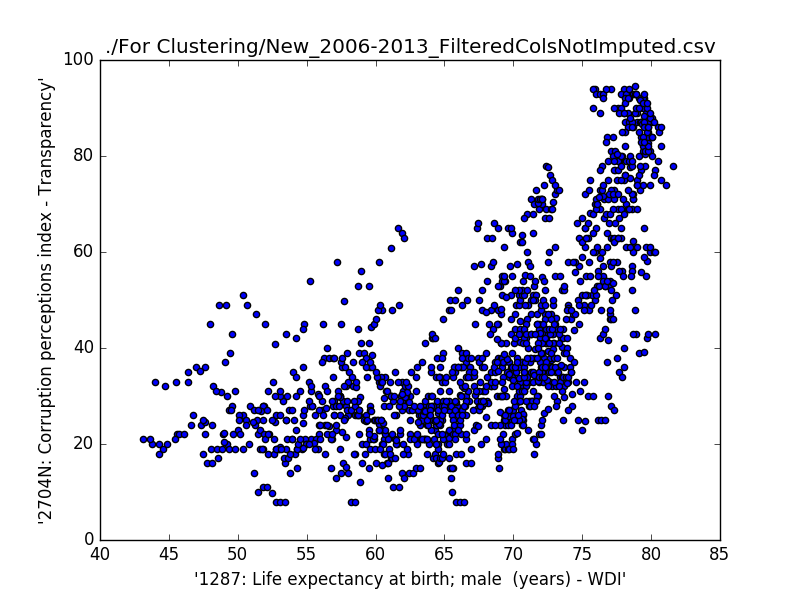 ./For Clustering/New_2006-2013_FilteredColsNotImputed.csv
100
80
60
40
20
0
'2704N: Corruption perceptions index - Transparency'
40 45 50 55 60 65 70 75 80 85
'1287: Life expectancy at birth; male  (years) - WDI'